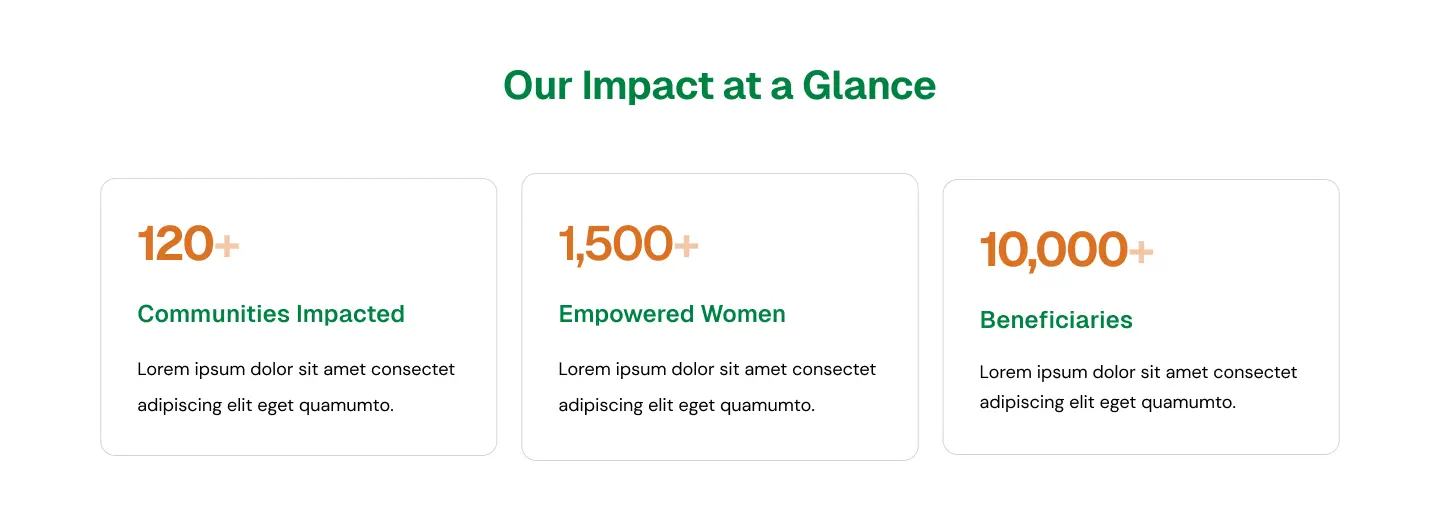 Our Impact at a Glance
120+
Communities Impacted
Lorem ipsum dolor sit amet consectet
adipiscing elit eget quamumto.
1,500+
Empowered Women
Lorem ipsum dolor sit amet consectet
adipiscing elit eget quamumto.
10,000+
Beneficiaries
Lorem ipsum dolor sit amet consectet
adipiscing elit eget quamumto.